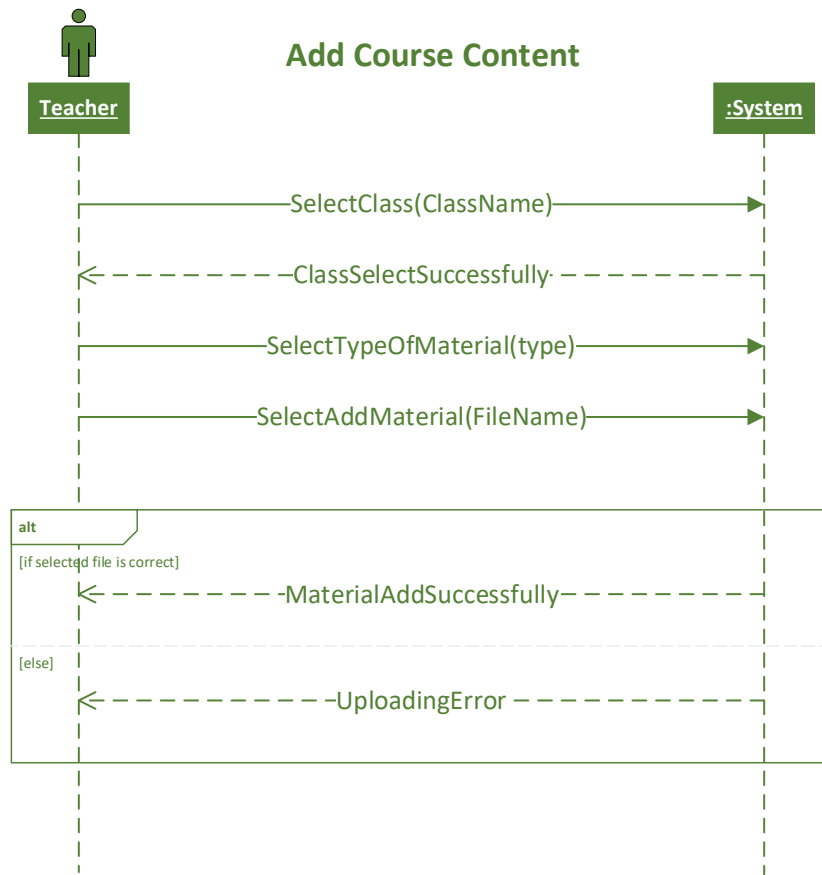 Add Course Content
Teacher
:System
SelectClass(ClassName)
ClassSelectSuccessfully
SelectTypeOfMaterial(type)
SelectAddMaterial(FileName)
alt
[if selected file is correct]
MaterialAddSuccessfully
[else]
UploadingError